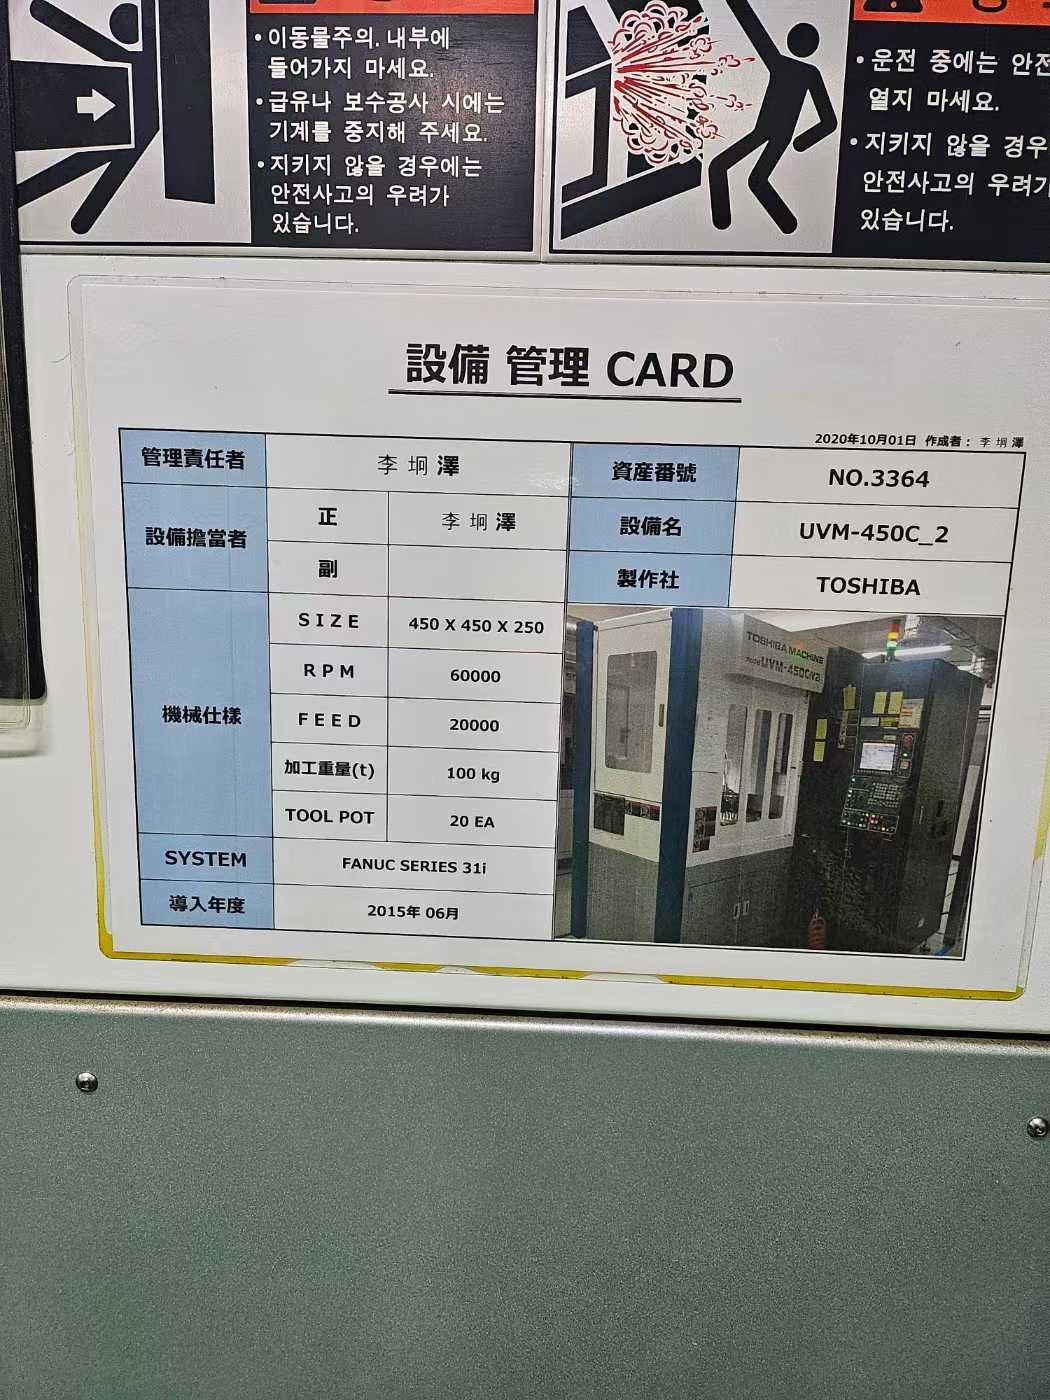 • 이동물주의. 내부에
들어가지 마세요.
• 급유나 보수공사 시에는
기계를 중지해 주세요.
• 지키지 않을 경우에는
안전사고의 우려가
있습니다.
• 운전 중에는 안전
열지 마세요.
• 지키지 않을 경우
안전사고의 우려가
있습니다.
設備 管理 CARD
2020年10月01日 作成者 : 李 坰 澤
管理責任者 李 坰 澤
資産番號 NO.3364
設備擔當者 正 李 坰 澤
副
設備名 UVM-450C_2
製作社 TOSHIBA
機械仕樣
SIZE 450 X 450 X 250
RPM 60000
FEED 20000
加工重量(t) 100 kg
TOOL POT 20 EA
SYSTEM FANUC SERIES 31i
導入年度 2015年 06月
TOSHIBA MACHINE
UVM-450C(V2)